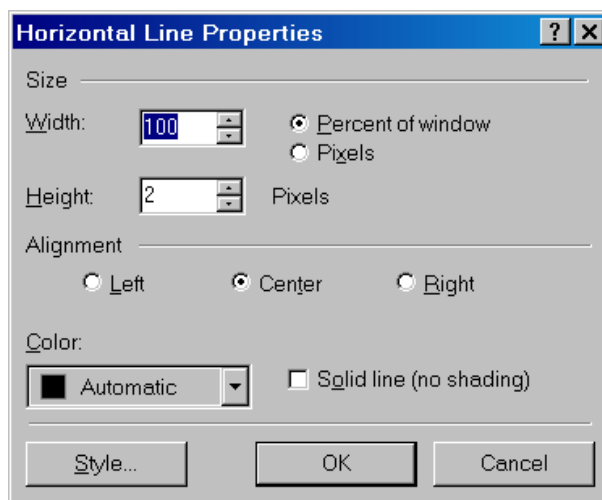 Horizontal Line Properties ? X
Size
Width: 100 Percent of window
Pixels
Height: 2 Pixels
Alignment
Left Center Right
Color:
Automatic Solid line (no shading)
Style... OK Cancel